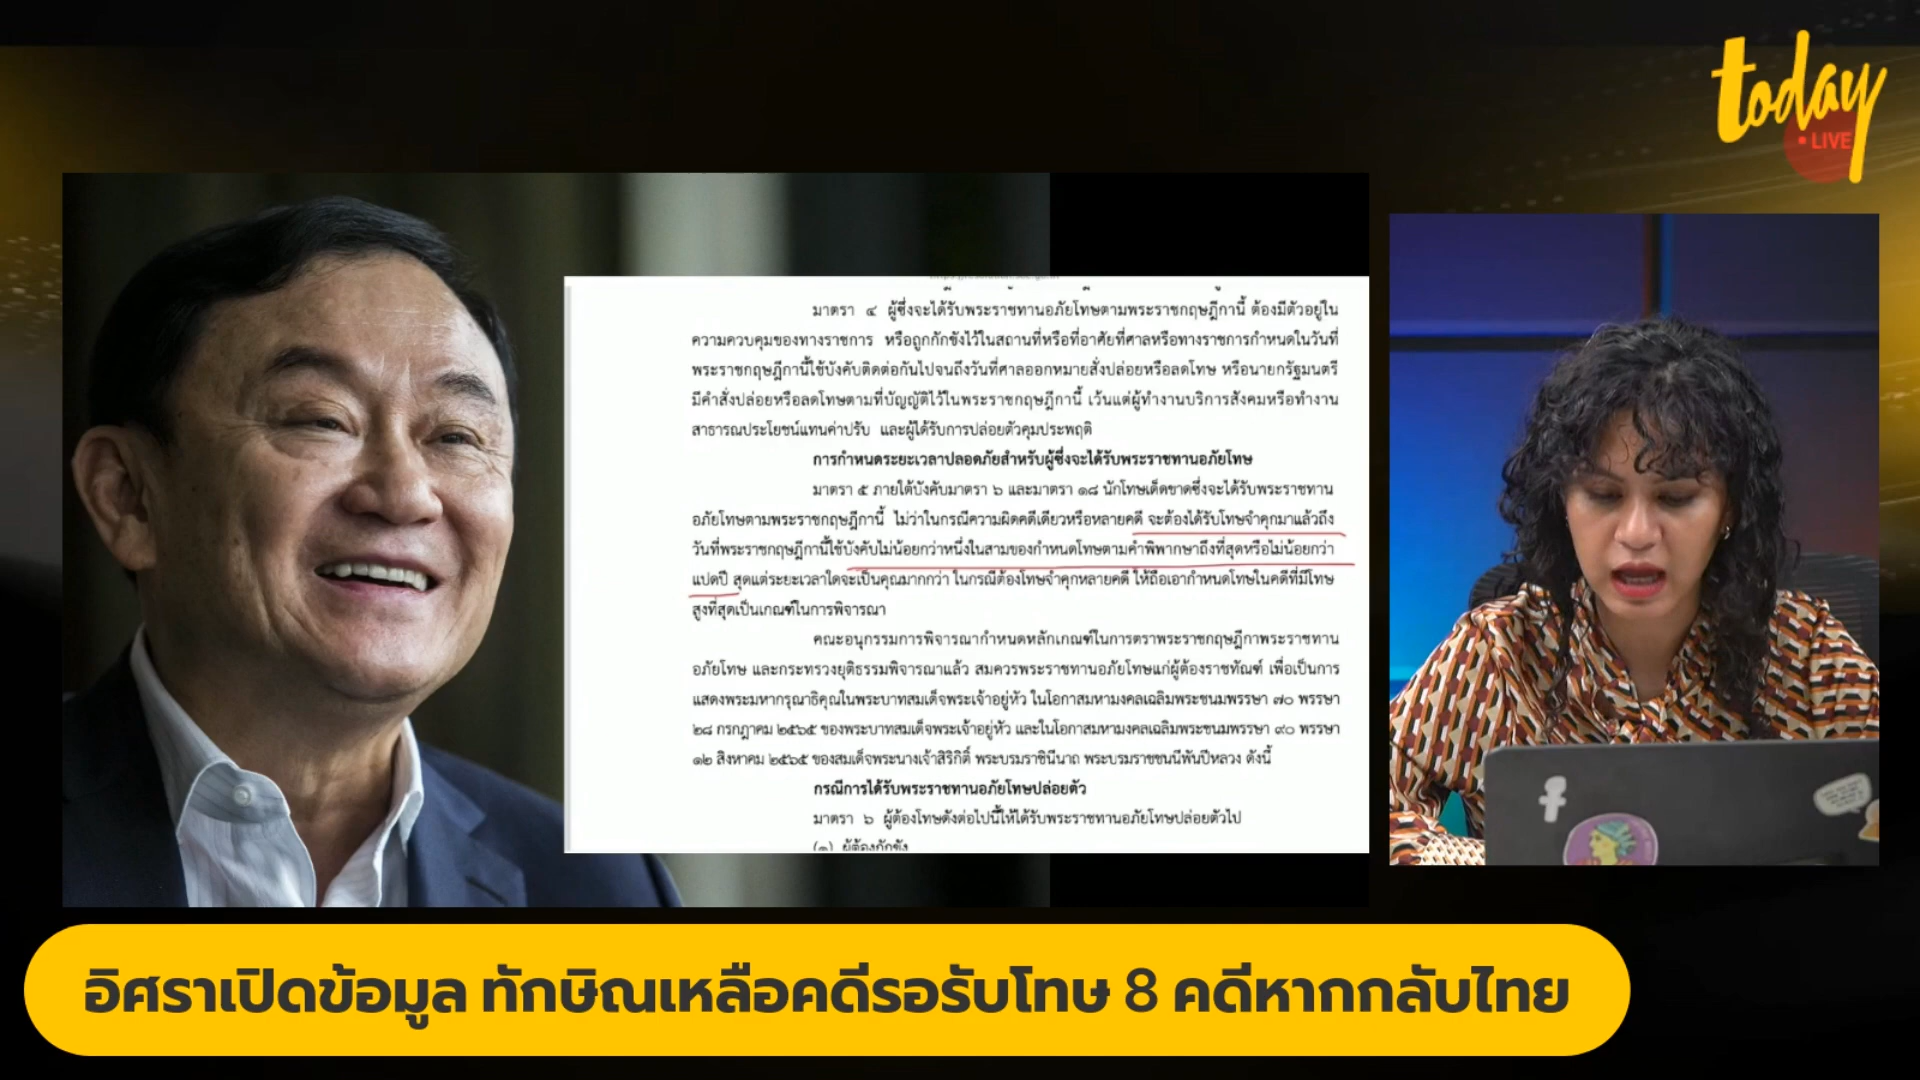 today
• LIVE
มาตรา ๔ ผู้ซึ่งจะได้รับพระราชทานอภัยโทษตามพระราชกฤษฎีกานี้ ต้องมีตัวอยู่ใน
ความควบคุมของทางราชการ หรือถูกกักขังไว้ในสถานที่หรือที่อาศัยที่ศาลหรือทางราชการกำหนดในวันที่
พระราชกฤษฎีกานี้ใช้บังคับติดต่อกันไปจนถึงวันที่ศาลออกหมายสั่งปล่อยหรือลดโทษ หรือนายกรัฐมนตรี
มีคำสั่งปล่อยหรือลดโทษตามที่บัญญัติไว้ในพระราชกฤษฎีกานี้ เว้นแต่ผู้ทำงานบริการสังคมหรือทำงาน
สาธารณประโยชน์แทนค่าปรับ และผู้ได้รับการปล่อยตัวคุมประพฤติ
การกำหนดระยะเวลาปลอดภัยสำหรับผู้ซึ่งจะได้รับพระราชทานอภัยโทษ
มาตรา ๕ ภายใต้บังคับมาตรา ๖ และมาตรา ๑๘ นักโทษเด็ดขาดซึ่งจะได้รับพระราชทาน
อภัยโทษตามพระราชกฤษฎีกานี้ ไม่ว่าในกรณีความผิดคดีเดียวหรือหลายคดี จะต้องได้รับโทษจำคุกมาแล้วถึง
วันที่พระราชกฤษฎีกานี้ใช้บังคับไม่น้อยกว่าหนึ่งในสามของกำหนดโทษตามคำพิพากษาถึงที่สุดหรือไม่น้อยกว่า
แปดปี สุดแต่ระยะเวลาใดจะเป็นคุณมากกว่า ในกรณีต้องโทษจำคุกหลายคดี ให้ถือเอากำหนดโทษในคดีที่มีโทษ
สูงที่สุดเป็นเกณฑ์ในการพิจารณา
คณะอนุกรรมการพิจารณากำหนดหลักเกณฑ์ในการตราพระราชกฤษฎีกาพระราชทาน
อภัยโทษ และกระทรวงยุติธรรมพิจารณาแล้ว สมควรพระราชทานอภัยโทษแก่ผู้ต้องราชทัณฑ์ เพื่อเป็นการ
แสดงพระมหากรุณาธิคุณในพระบาทสมเด็จพระเจ้าอยู่หัว ในโอกาสมหามงคลเฉลิมพระชนมพรรษา ๗๐ พรรษา
๒๘ กรกฎาคม ๒๕๖๕ ของพระบาทสมเด็จพระเจ้าอยู่หัว และในโอกาสมหามงคลเฉลิมพระชนมพรรษา ๙๐ พรรษา
๑๒ สิงหาคม ๒๕๖๕ ของสมเด็จพระนางเจ้าสิริกิติ์ พระบรมราชินีนาถ พระบรมราชชนนีพันปีหลวง ดังนี้
กรณีการได้รับพระราชทานอภัยโทษปล่อยตัว
มาตรา ๖ ผู้ต้องโทษดังต่อไปนี้ให้ได้รับพระราชทานอภัยโทษปล่อยตัวไป
(๑) ผู้ต้องกักขัง
อิศราเปิดข้อมูล ทักษิณเหลือคดีรอรับโทษ 8 คดีหากกลับไทย